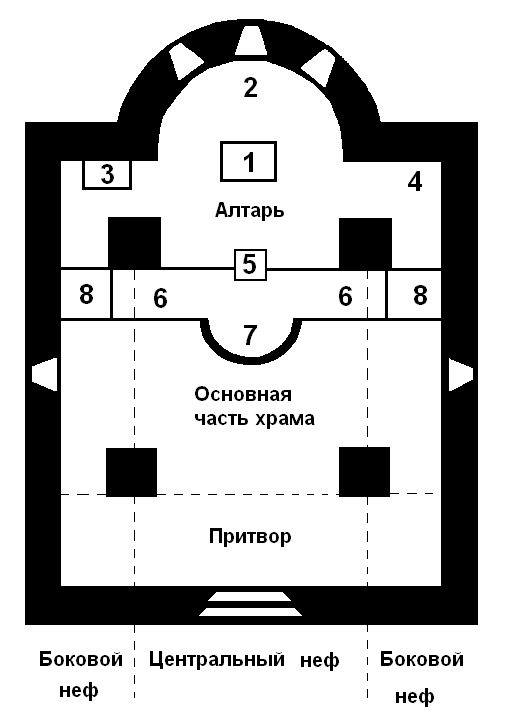 2
1
3
4
Алтарь
5
8
6
6
8
7
Основная
часть храма
Притвор
Боковой
неф
Центральный неф
Боковой
неф